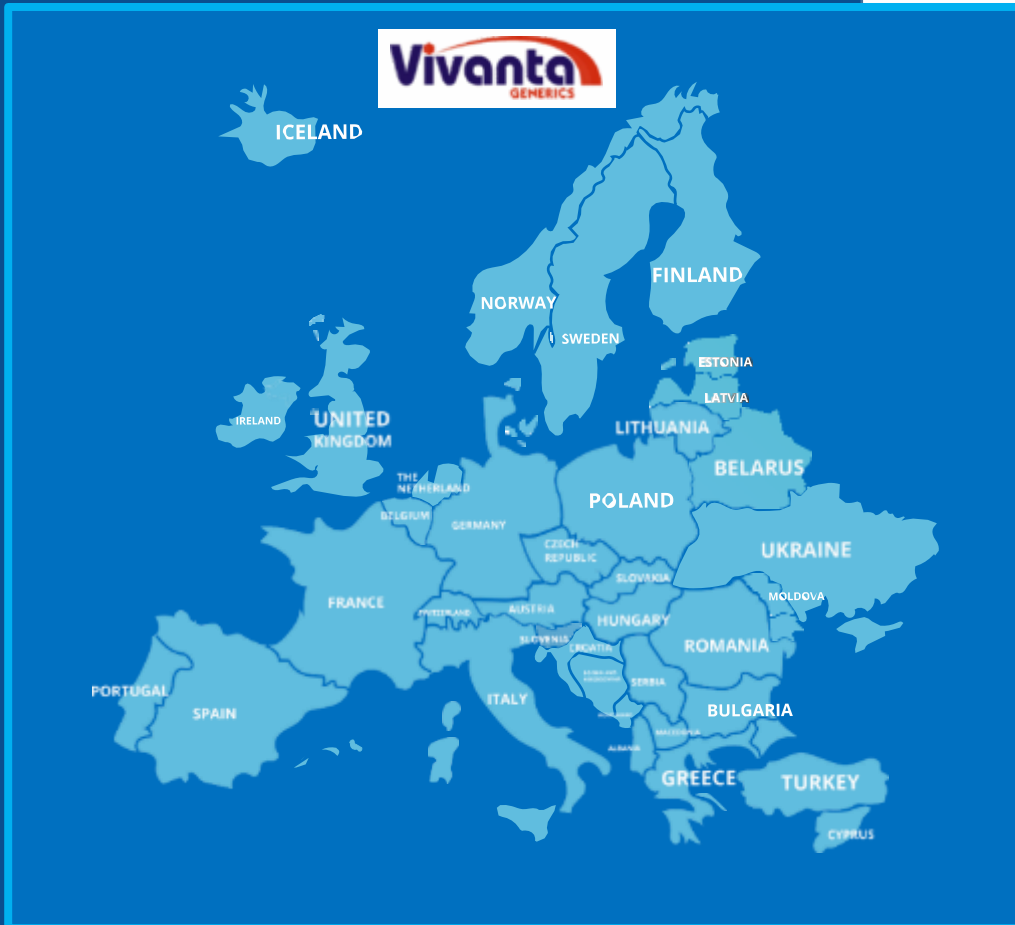 Vivanta
GENERICS
ICELAND
FINLAND
NORWAY
SWEDEN
ESTONIA
LATVIA
IRELAND
UNITED
KINGDOM
LITHUANIA
BELARUS
THE
NETHERLAND
POLAND
BELGIUM
GERMANY
CZECH
REPUBLIC
UKRAINE
SLOVAKIA
MOLDOVA
FRANCE
AUSTRIA
HUNGARY
SLOVENIA
CROATIA
ROMANIA
SERBIA
PORTUGAL
SPAIN
ITALY
BULGARIA
MACEDONIA
ALBANIA
GREECE
TURKEY
CYPRUS